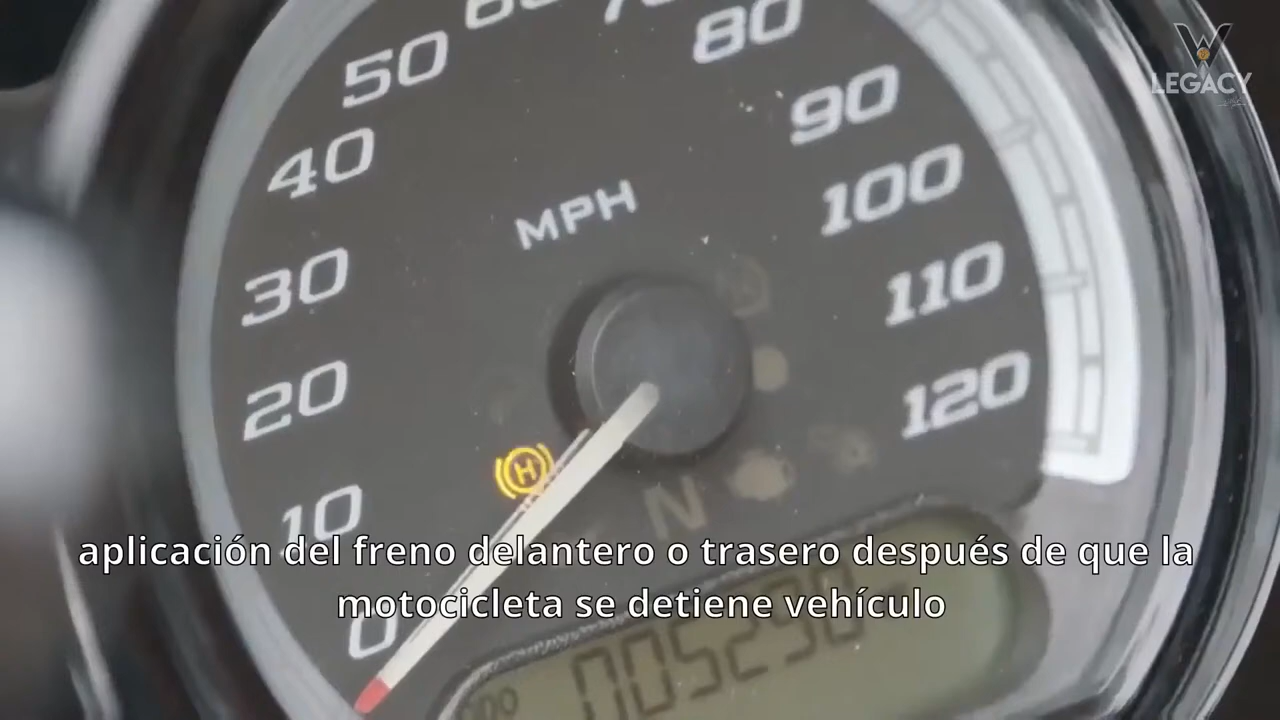 50
80
90
40
100
MPH
30
110
20
120
H
10
N
aplicación del freno delantero o trasero después de que la
motocicleta se detiene vehículo
0
005290
LEGACY